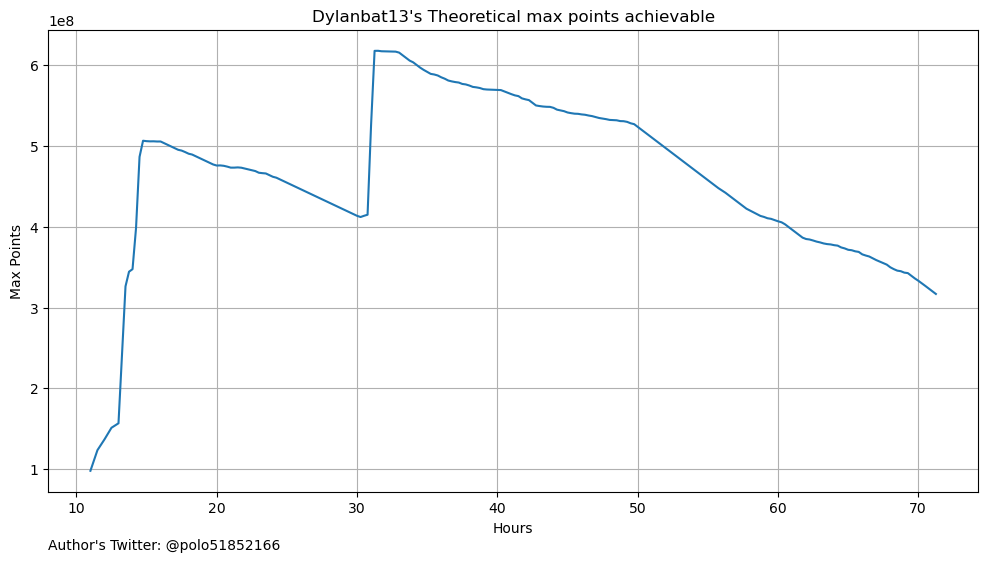 Dylanbat13's Theoretical max points achievable
1e8
6
5
4
3
2
1
Max Points
10 20 30 40 50 60 70
Hours
Author's Twitter: @polo51852166